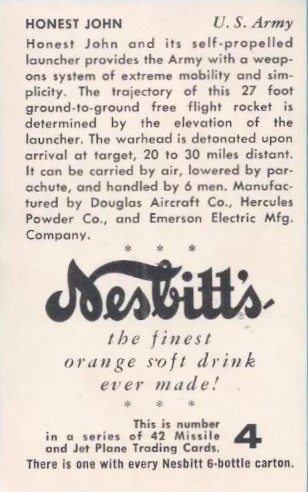 HONEST JOHN U. S. Army
Honest John and its self-propelled
launcher provides the Army with a weap-
ons system of extreme mobility and sim-
plicity. The trajectory of this 27 foot
ground-to-ground free flight rocket is
determined by the elevation of the
launcher. The warhead is detonated upon
arrival at target, 20 to 30 miles distant.
It can be carried by air, lowered by par-
achute, and handled by 6 men. Manufac-
tured by Douglas Aircraft Co., Hercules
Powder Co., and Emerson Electric Mfg.
Company.
* * *
Nesbitt's
the finest
orange soft drink
ever made!
* * *
This is number
in a series of 42 Missile
and Jet Plane Trading Cards.
4
There is one with every Nesbitt 6-bottle carton.